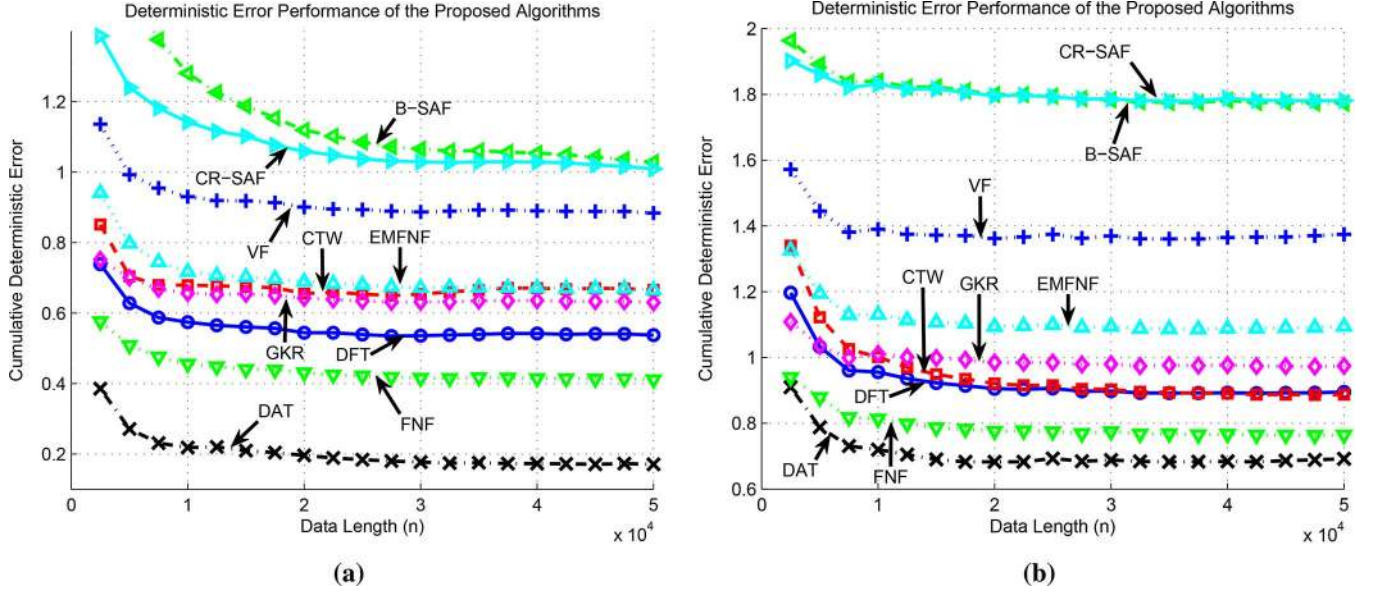 Deterministic Error Performance of the Proposed Algorithms
Cumulative Deterministic Error
1.2
1
0.8
0.6
0.4
0.2
B-SAF
CR-SAF
VF
CTW
EMFNF
GKR
DFT
FNF
DAT
0
1
2
3
4
5
Data Length (n)
x 10^4
(a)
Deterministic Error Performance of the Proposed Algorithms
Cumulative Deterministic Error
2
1.8
1.6
1.4
1.2
1
0.8
0.6
CR-SAF
B-SAF
VF
CTW
GKR
EMFNF
DFT
DAT
FNF
0
1
2
3
4
5
Data Length (n)
x 10^4
(b)